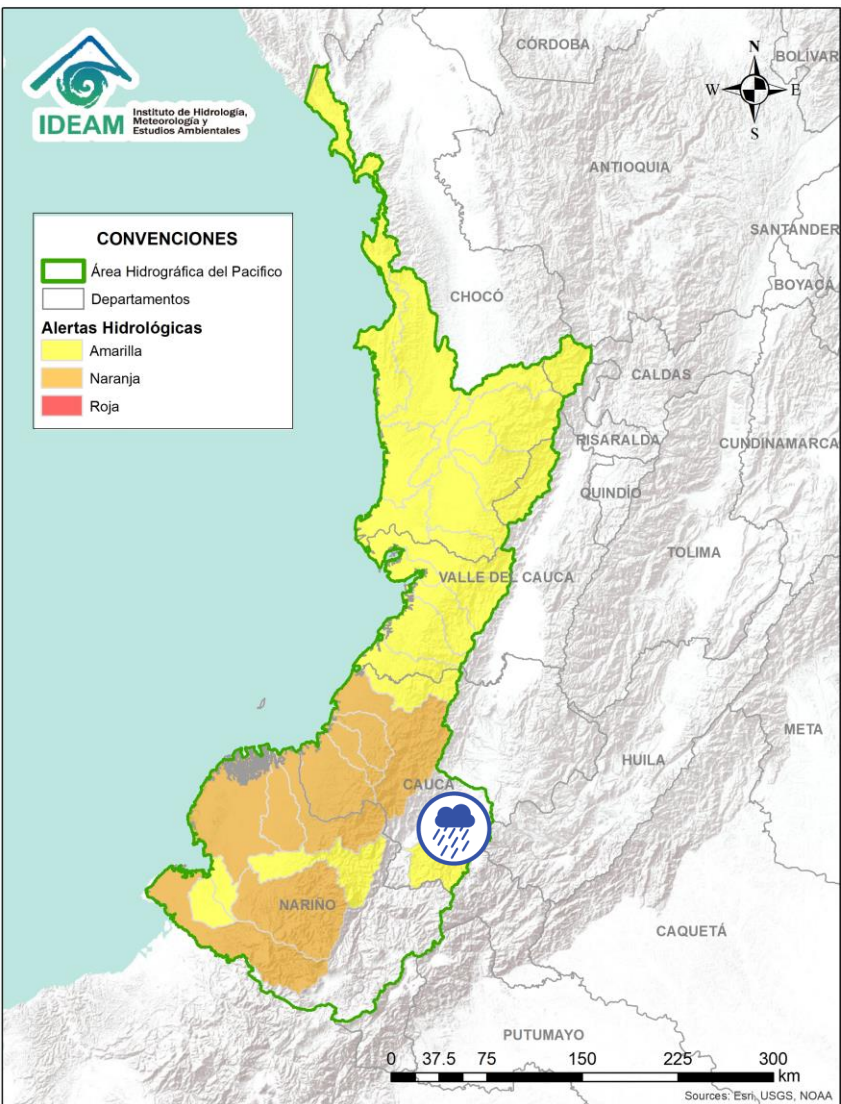 IDEAM
Instituto de Hidrología,
Meteorología y
Estudios Ambientales
CÓRDOBA
BOLÍVAR
N
W
E
S
ANTIOQUIA
SANTANDER
BOYACÁ
CONVENCIONES
Área Hidrográfica del Pacifico
Departamentos
Alertas Hidrológicas
Amarilla
Naranja
Roja
CHOCÓ
CALDAS
RISARALDA
CUNDINAMARCA
QUINDÍO
TOLIMA
VALLE DEL CAUCA
META
HUILA
CAUCA
NARIÑO
CAQUETÁ
PUTUMAYO
0 37.5 75 150 225 300
km
Sources: Esri, USGS, NOAA